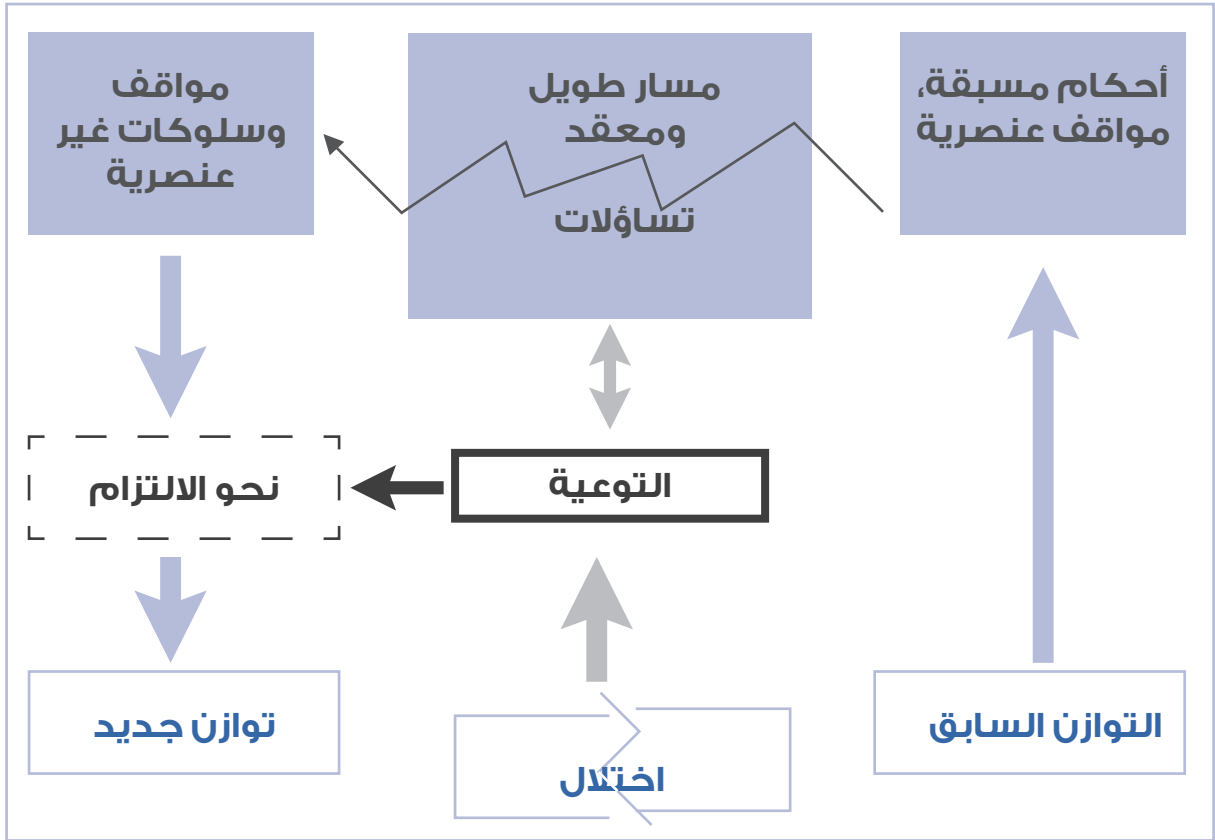 أحكام مسبقة،
مواقف عنصرية
مسار طويل
ومعقد
تساؤلات
مواقف
وسلوكات غير
عنصرية
التوعية
نحو الالتزام
التوازن السابق
اختلال
توازن جديد